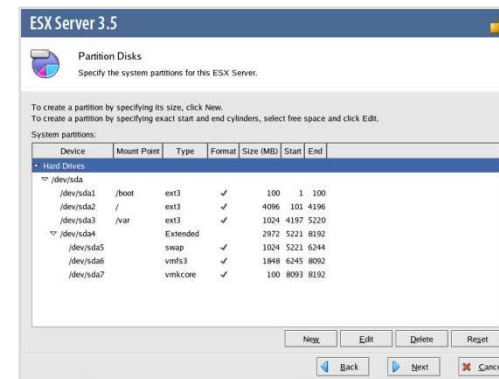 ESX Server 3.5
Partition Disks
Specify the system partitions for this ESX Server.
To create a partition by specifying its size, click New.
To create a partition by specifying exact start and end cylinders, select free space and click Edit.
System partitions:
Device Mount Point Type Format Size (MB) Start End
Hard Drives
/dev/sda
/dev/sda1 /boot ext3 ✓ 100 1 100
/dev/sda2 / ext3 ✓ 4096 101 4196
/dev/sda3 /var ext3 ✓ 1024 4197 5220
/dev/sda4 Extended 2972 5221 8192
/dev/sda5 swap ✓ 1024 5221 6244
/dev/sda6 vmfs3 ✓ 1848 6245 8092
/dev/sda7 vmkcore ✓ 100 8093 8192
New Edit Delete Reset
Back Next Cance